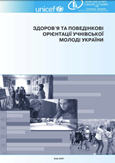 unicef
ЗДОРОВ'Я ТА ПОВЕДІНКОВІ
ОРІЄНТАЦІЇ УЧНІВСЬКОЇ
МОЛОДІ УКРАЇНИ